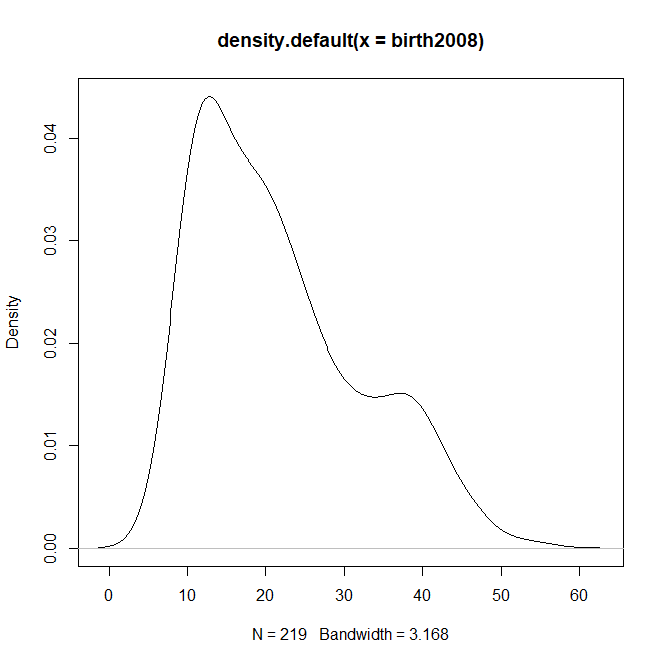 density.default(x = birth2008)
Density
0.00
0.01
0.02
0.03
0.04
0 10 20 30 40 50 60
N = 219 Bandwidth = 3.168